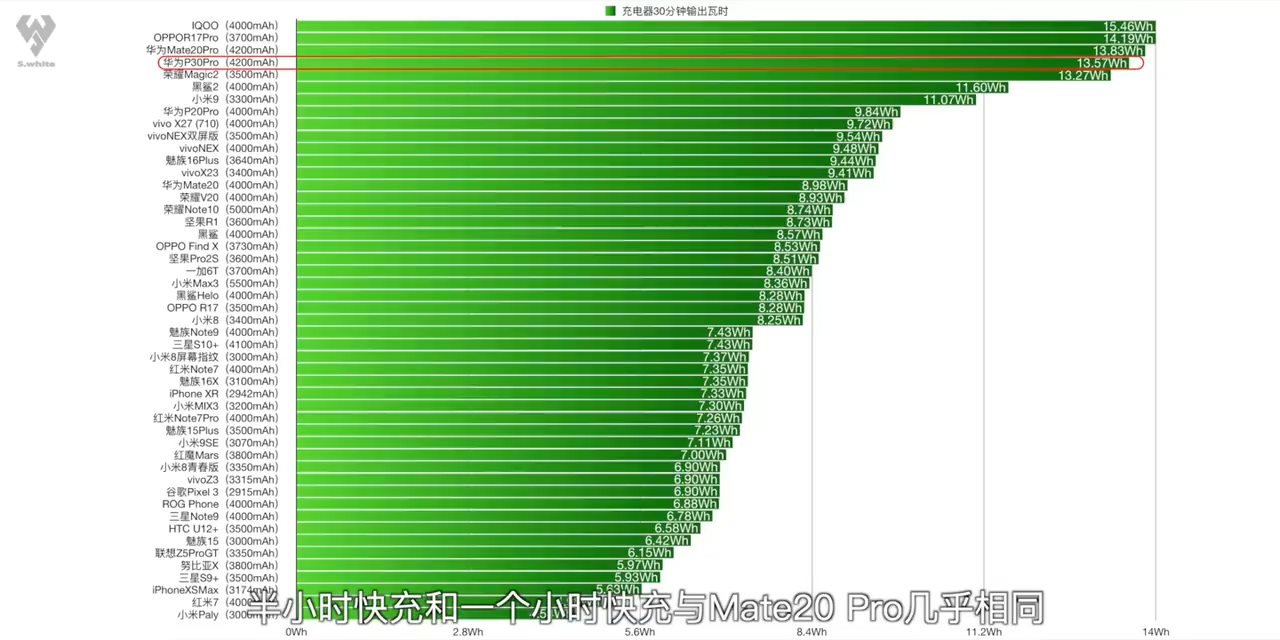 充电器30分钟输出瓦时
S.white
IQOO (4000mAh) 15.46Wh
OPPOR17Pro (3700mAh) 14.19Wh
华为Mate20Pro (4200mAh) 13.83Wh
华为P30Pro (4200mAh) 13.57Wh
荣耀Magic2 (3500mAh) 13.27Wh
黑鲨2 (4000mAh) 11.60Wh
小米9 (3300mAh) 11.07Wh
华为P20Pro (4000mAh) 9.84Wh
vivo X27 (710) (4000mAh) 9.72Wh
vivoNEX双屏版 (3500mAh) 9.54Wh
vivoNEX (4000mAh) 9.48Wh
魅族16Plus (3640mAh) 9.44Wh
vivoX23 (3400mAh) 9.41Wh
华为Mate20 (4000mAh) 8.98Wh
荣耀V20 (4000mAh) 8.93Wh
荣耀Note10 (5000mAh) 8.74Wh
坚果R1 (3600mAh) 8.73Wh
黑鲨 (4000mAh) 8.57Wh
OPPO Find X (3730mAh) 8.53Wh
坚果Pro2S (3600mAh) 8.51Wh
一加6T (3700mAh) 8.40Wh
小米Max3 (5500mAh) 8.36Wh
黑鲨Helo (4000mAh) 8.28Wh
OPPO R17 (3500mAh) 8.28Wh
小米8 (3400mAh) 8.25Wh
魅族Note9 (4000mAh) 7.43Wh
三星S10+ (4100mAh) 7.43Wh
小米8屏幕指纹 (3000mAh) 7.37Wh
红米Note7 (4000mAh) 7.35Wh
魅族16X (3100mAh) 7.35Wh
iPhone XR (2942mAh) 7.33Wh
小米MIX3 (3200mAh) 7.30Wh
红米Note7Pro (4000mAh) 7.26Wh
魅族15Plus (3500mAh) 7.23Wh
小米9SE (3070mAh) 7.11Wh
红魔Mars (3800mAh) 7.00Wh
小米8青春版 (3350mAh) 6.90Wh
vivoZ3 (3315mAh) 6.90Wh
谷歌Pixel 3 (2915mAh) 6.90Wh
ROG Phone (4000mAh) 6.88Wh
三星Note9 (4000mAh) 6.78Wh
HTC U12+ (3500mAh) 6.58Wh
魅族15 (3000mAh) 6.42Wh
联想Z5ProGT (3350mAh) 6.15Wh
努比亚X (3800mAh) 5.97Wh
三星S9+ (3500mAh) 5.93Wh
iPhoneXSMax (3174mAh) 5.63Wh
红米7
小米Paly
半小时快充和一个小时快充与Mate20 Pro几乎相同
0Wh 2.8Wh 5.6Wh 8.4Wh 11.2Wh 14Wh